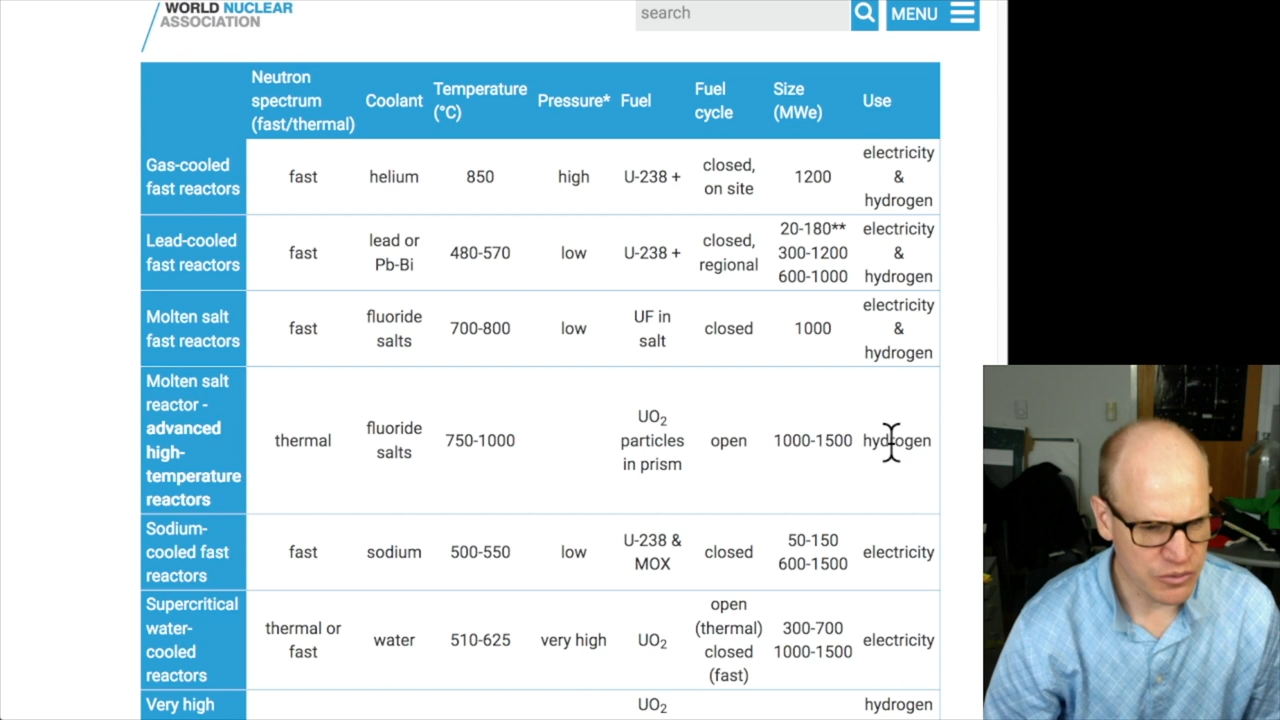 WORLD NUCLEAR
ASSOCIATION
search
MENU
Neutron
spectrum
(fast/thermal)
Coolant
Temperature
(°C)
Pressure*
Fuel
Fuel
cycle
Size
(MWe)
Use
Gas-cooled
fast reactors
fast
helium
850
high
U-238 +
closed,
on site
1200
electricity
&
hydrogen
Lead-cooled
fast reactors
fast
lead or
Pb-Bi
480-570
low
U-238 +
closed,
regional
20-180**
300-1200
600-1000
electricity
&
hydrogen
Molten salt
fast reactors
fast
fluoride
salts
700-800
low
UF in
salt
closed
1000
electricity
&
hydrogen
Molten salt
reactor -
advanced
high-
temperature
reactors
thermal
fluoride
salts
750-1000
UO2
particles
in prism
open
1000-1500
hydrogen
Sodium-
cooled fast
reactors
fast
sodium
500-550
low
U-238 &
MOX
closed
50-150
600-1500
electricity
Supercritical
water-
cooled
reactors
thermal or
fast
water
510-625
very high
UO2
open
(thermal)
closed
(fast)
300-700
1000-1500
electricity
Very high
UO2
hydrogen